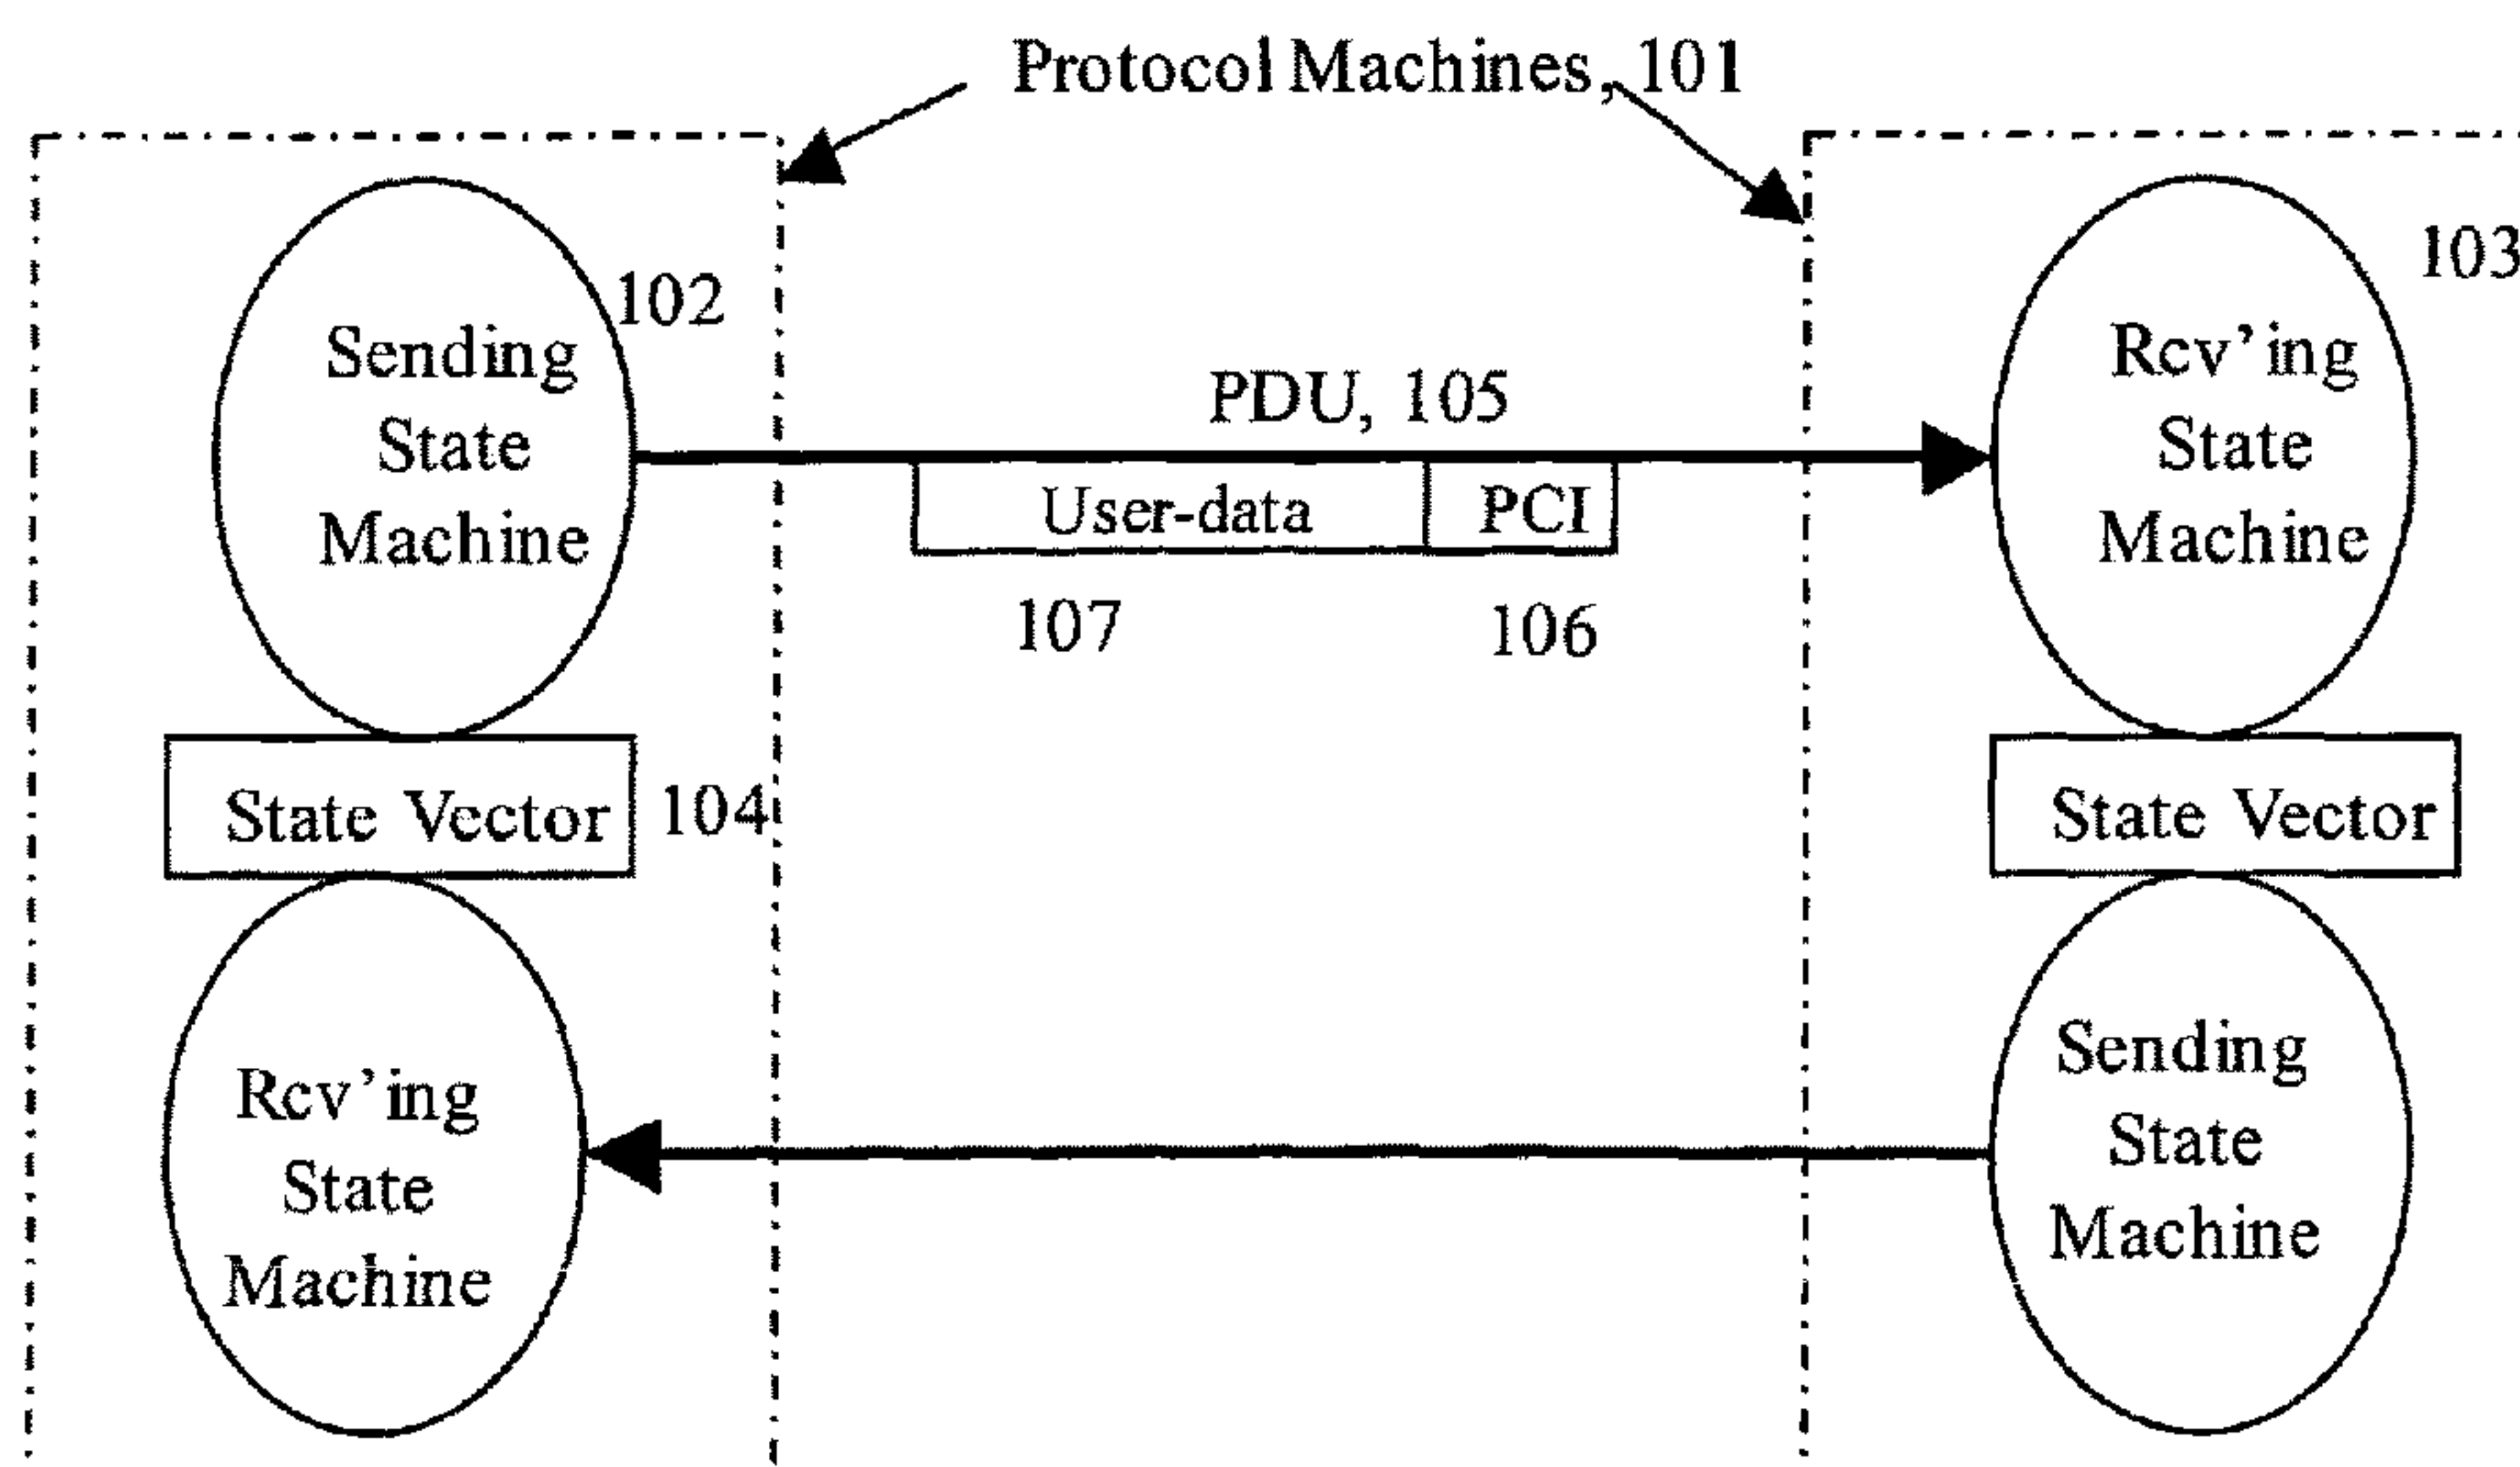 Protocol Machines, 101
102
Sending
State
Machine
103
Rcv'ing
State
Machine
PDU, 105
User-data
PCI
107
106
State Vector
104
State Vector
Rcv'ing
State
Machine
Sending
State
Machine